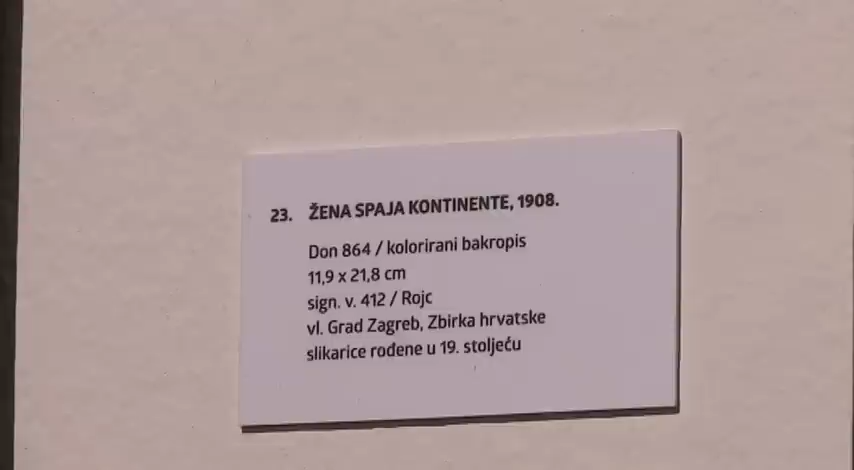 23. ŽENA SPAJA KONTINENTE, 1908.
Don 864 / kolorirani bakropis
11,9 x 21,8 cm
sign. v. 412 / Rojc
vl. Grad Zagreb, Zbirka hrvatske
slikarice rođene u 19. stoljeću